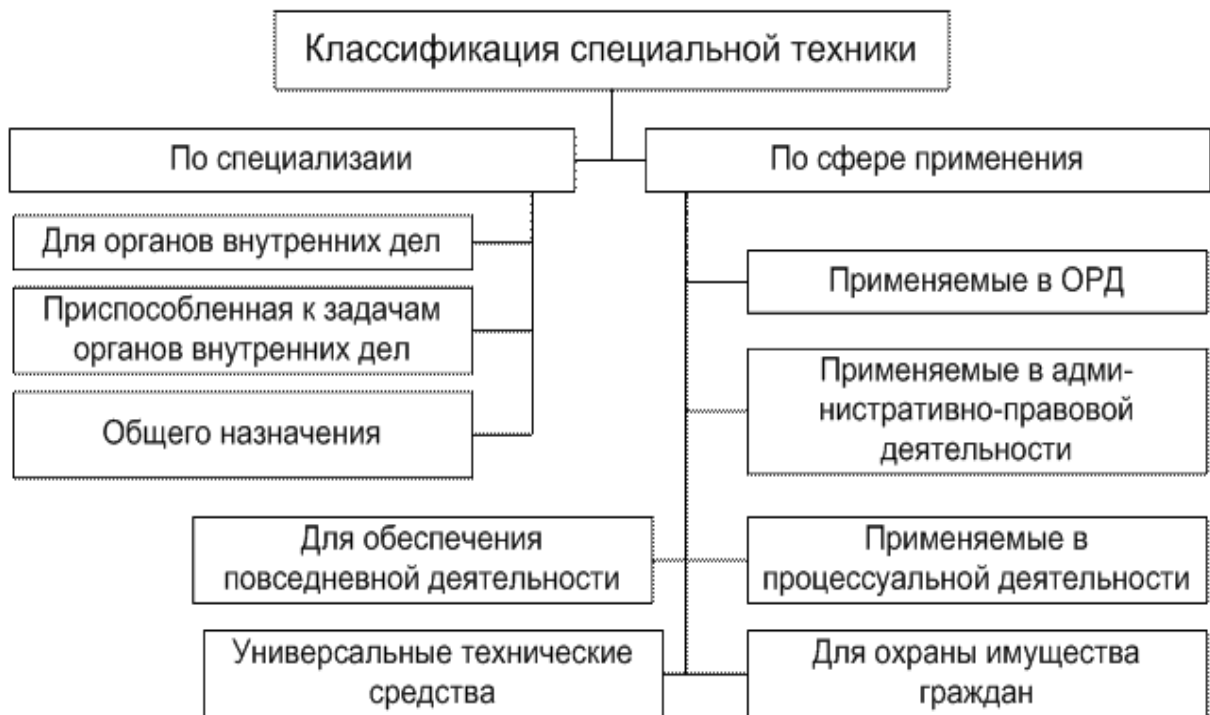 Классификация специальной техники
По специализаии
По сфере применения
Для органов внутренних дел
Приспособленная к задачам
органов внутренних дел
Общего назначения
Применяемые в ОРД
Применяемые в адми-
нистративно-правовой
деятельности
Для обеспечения
повседневной деятельности
Применяемые в
процессуальной деятельности
Универсальные технические
средства
Для охраны имущества
граждан